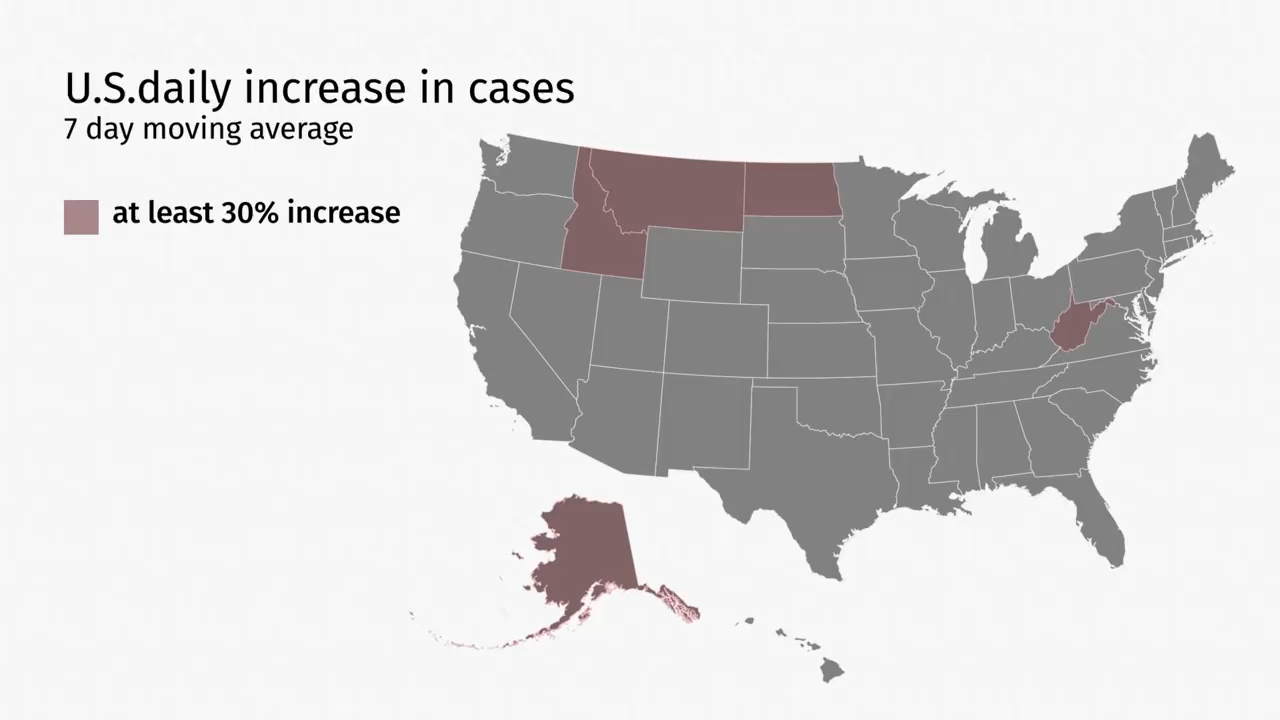 U.S.daily increase in cases
7 day moving average
at least 30% increase